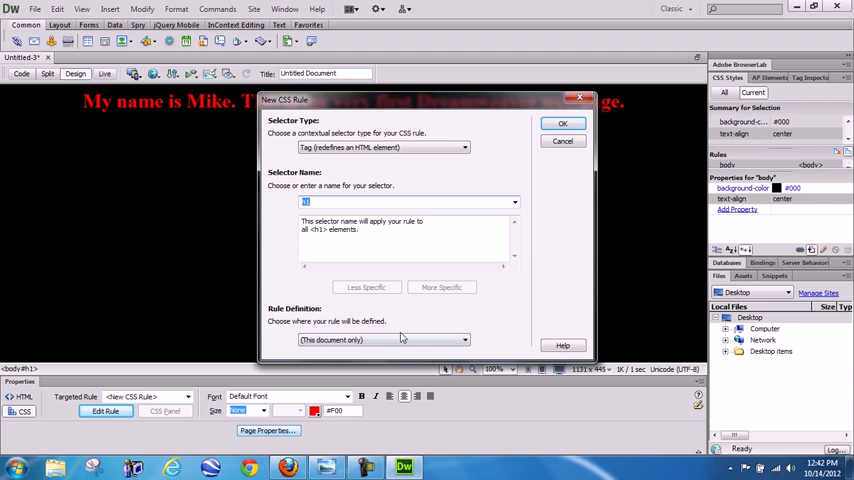 Dw File Edit View Insert Modify Format Commands Site Window Help Classic
Common Layout Forms Data Spry jQuery Mobile InContext Editing Text Favorites
Untitled-3* ×
Code Split Design Live Title: Untitled Document
My name is Mike. page.
New CSS Rule
Selector Type:
Choose a contextual selector type for your CSS rule.
Tag (redefines an HTML element)
Selector Name:
Choose or enter a name for your selector.
h1
This selector name will apply your rule to
all <h1> elements.
Less Specific More Specific
Rule Definition:
Choose where your rule will be defined.
(This document only)
OK
Cancel
Help
Adobe BrowserLab
CSS Styles AP Elements Tag Inspecto
All Current
Summary for Selection
background-c... #000
text-align center
Rules
body <body>
Properties for "body"
background-color #000
text-align center
Add Property
Databases Bindings Server Behavior
Files Assets Snippets
Desktop Manage Sites
Local Files Size Typ
Desktop
Computer
Network
Desktop items
Log...
<body#h1> 100% 1131 x 445 1K / 1 sec Unicode (UTF-8)
Properties
HTML Targeted Rule <New CSS Rule> Font Default Font B I
CSS Edit Rule CSS Panel Size None #F00
Page Properties...
Dw
12:42 PM
10/14/2012